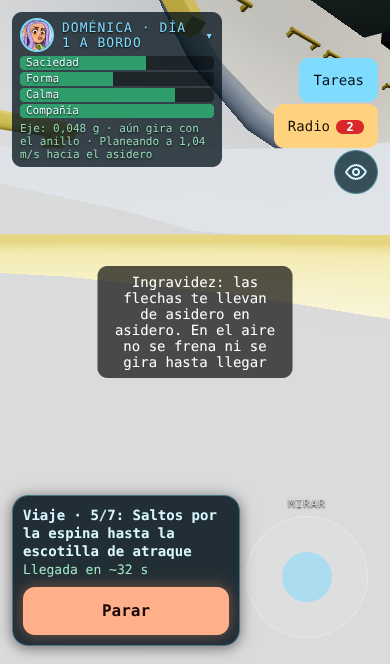 DOMÉNICA · DÍA
1 A BORDO
▼
Saciedad
Forma
Calma
Compañía
Eje: 0,048 g · aún gira con
el anillo · Planeando a 1,04
m/s hacia el asidero
Tareas
Radio 2
Ingravidez: las
flechas te llevan
de asidero en
asidero. En el aire
no se frena ni se
gira hasta llegar
MIRAR
Viaje · 5/7: Saltos por
la espina hasta la
escotilla de atraque
Llegada en ~32 s
Parar